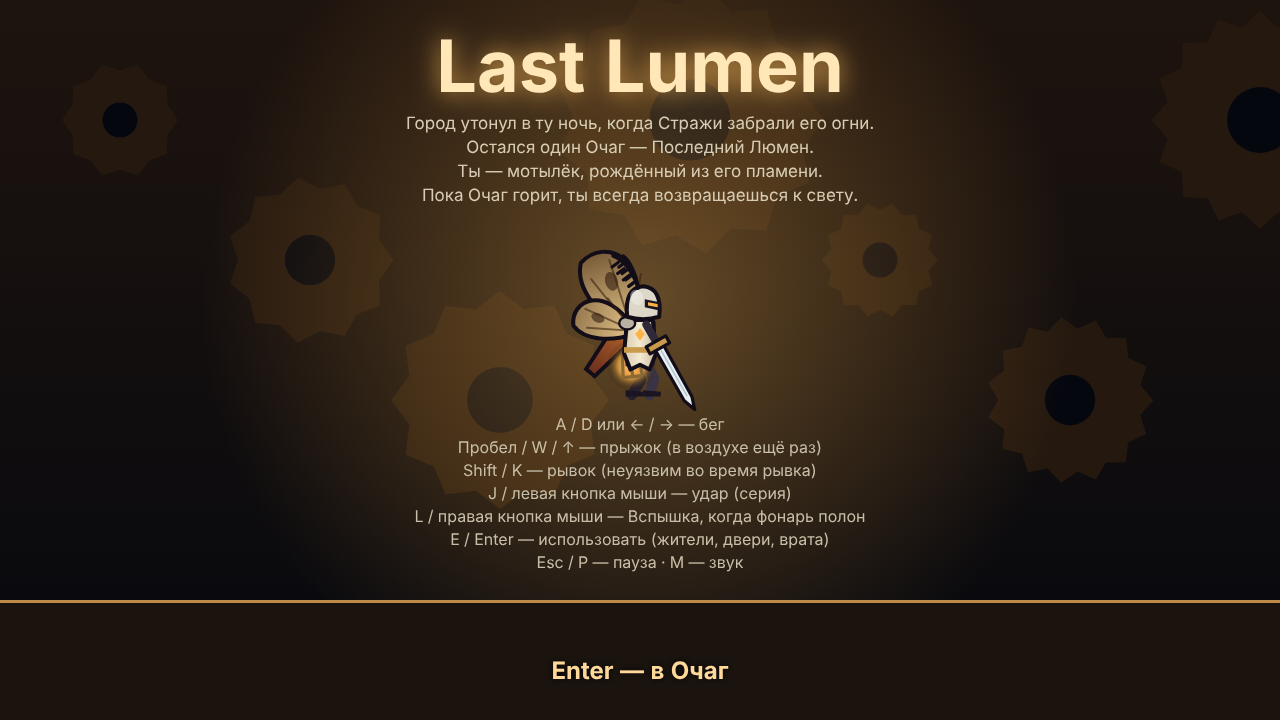 Last Lumen
Город утонул в ту ночь, когда Стражи забрали его огни.
Остался один Очаг — Последний Люмен.
Ты — мотылёк, рождённый из его пламени.
Пока Очаг горит, ты всегда возвращаешься к свету.
A / D или ← / → — бег
Пробел / W / ↑ — прыжок (в воздухе ещё раз)
Shift / K — рывок (неуязвим во время рывка)
J / левая кнопка мыши — удар (серия)
L / правая кнопка мыши — Вспышка, когда фонарь полон
E / Enter — использовать (жители, двери, врата)
Esc / P — пауза · M — звук
Enter — в Очаг